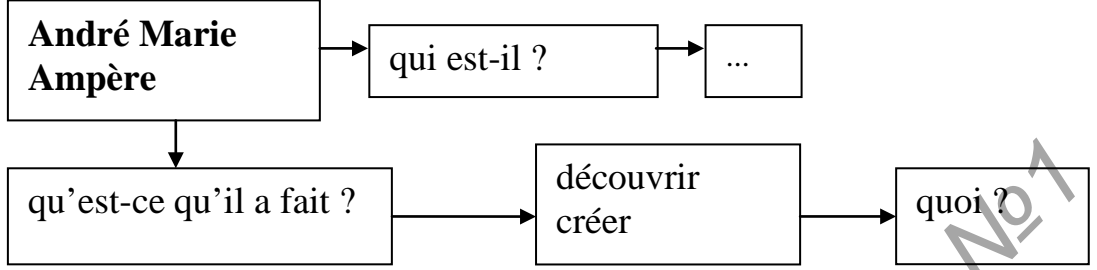 André Marie
Ampère
qui est-il ?
...
qu’est-ce qu’il a fait ?
découvrir
créer
quoi ?
№1